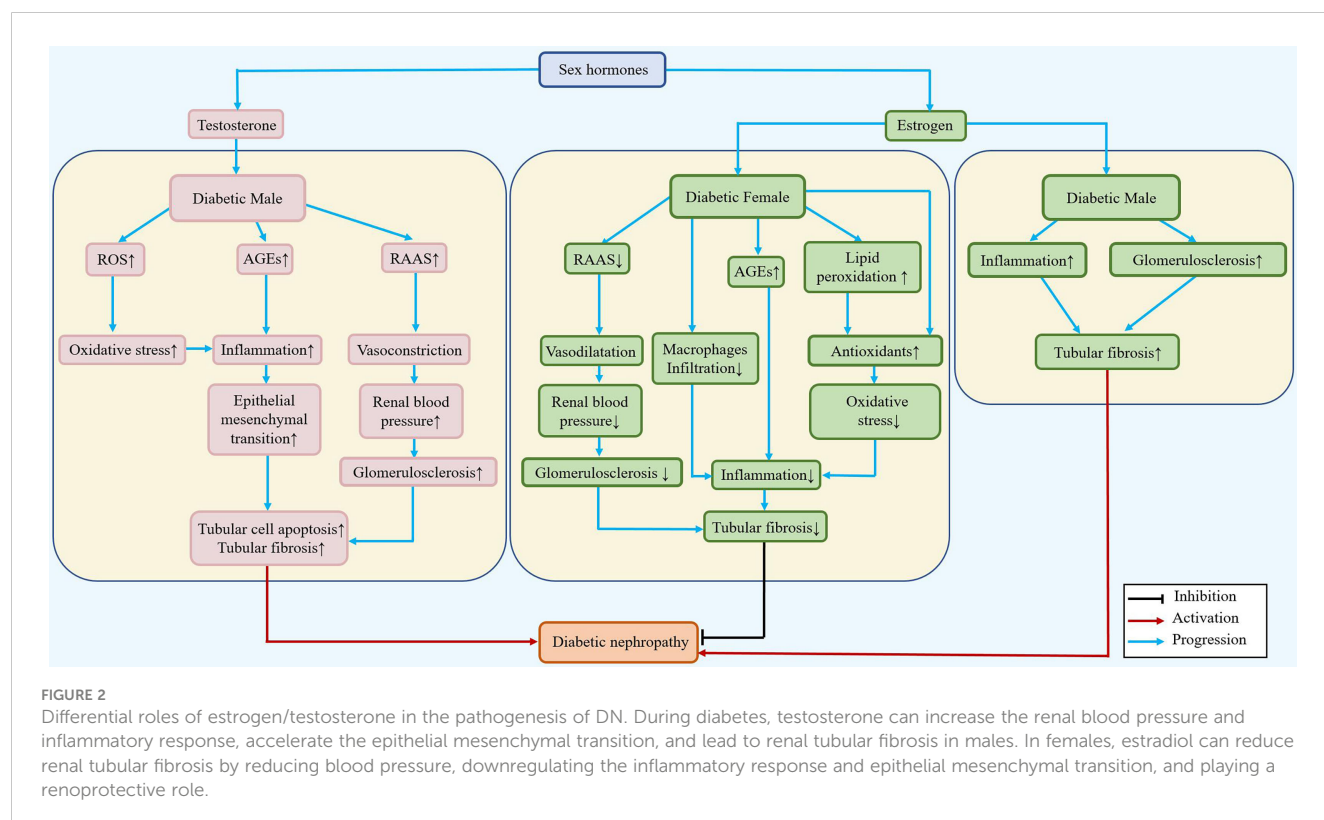 Sex hormones
Testosterone
Estrogen
Diabetic Male
ROS↑
AGEs↑
RAAS↑
Oxidative stress↑
Inflammation↑
Vasoconstriction
Epithelial
mesenchymal
transition↑
Renal blood
pressure↑
Glomerulosclerosis↑
Tubular cell apoptosis↑
Tubular fibrosis↑
Diabetic Female
RAAS↓
AGEs↑
Lipid
peroxidation ↑
Vasodilatation
Macrophages
Infiltration↓
Antioxidants↑
Renal blood
pressure↓
Oxidative
stress↓
Glomerulosclerosis ↓
Inflammation↓
Tubular fibrosis↓
Diabetic Male
Inflammation↑
Glomerulosclerosis↑
Tubular fibrosis↑
Diabetic nephropathy
Inhibition
Activation
Progression
FIGURE 2
Differential roles of estrogen/testosterone in the pathogenesis of DN. During diabetes, testosterone can increase the renal blood pressure and
inflammatory response, accelerate the epithelial mesenchymal transition, and lead to renal tubular fibrosis in males. In females, estradiol can reduce
renal tubular fibrosis by reducing blood pressure, downregulating the inflammatory response and epithelial mesenchymal transition, and playing a
renoprotective role.